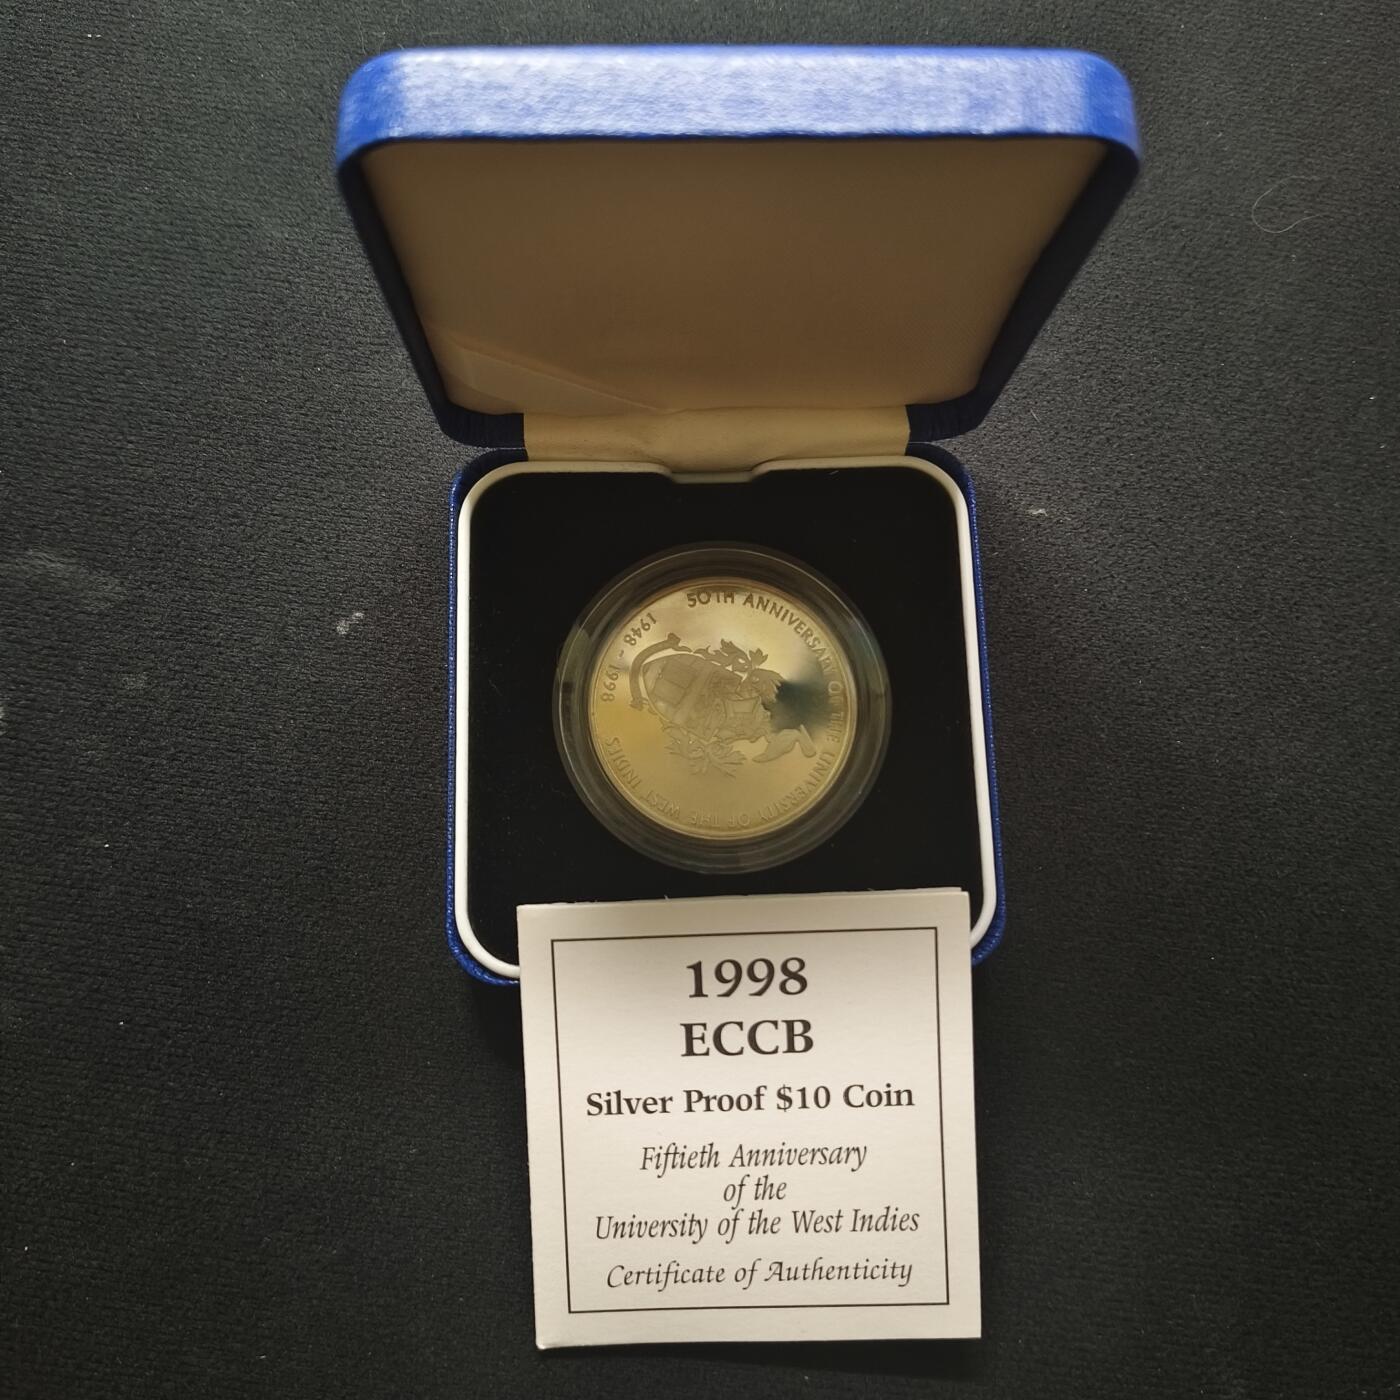 50TH ANNIVERSARY OF THE UNIVERSITY OF THE WEST INDIES
1948 - 1998
1998
ECCB
Silver Proof $10 Coin
Fiftieth Anniversary
of the
University of the West Indies
Certificate of Authenticity